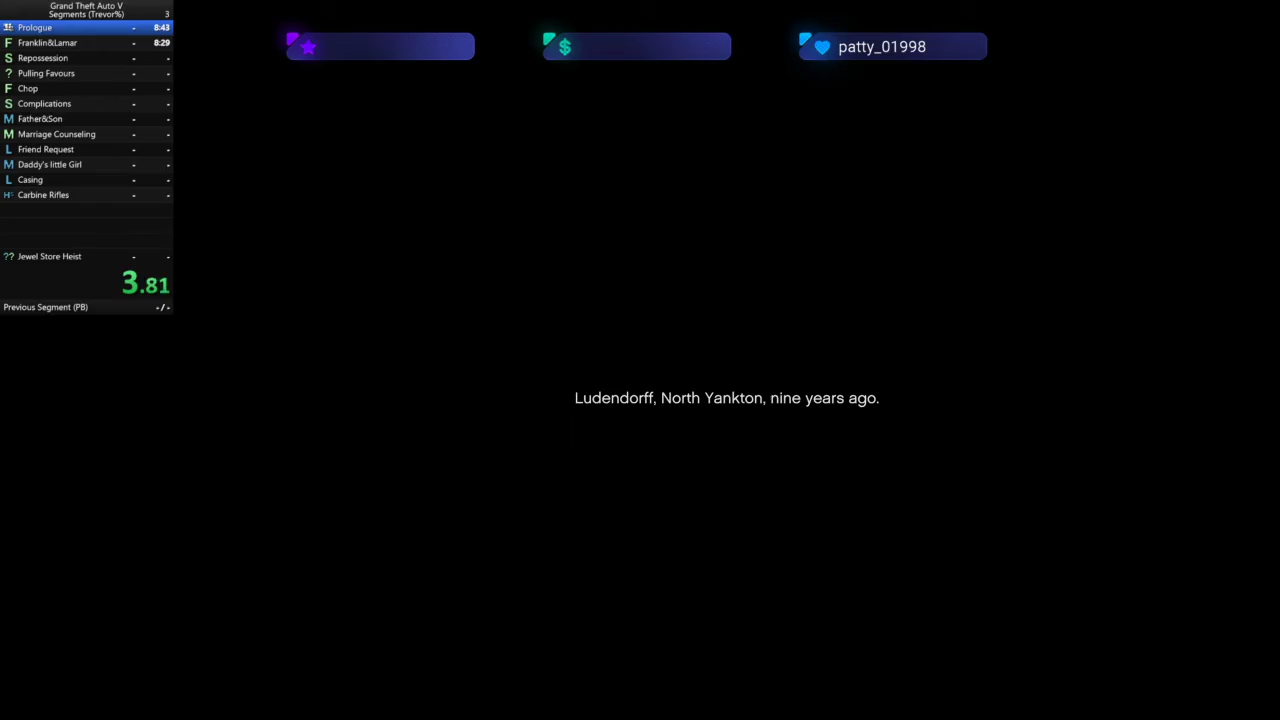 Grand Theft Auto V
Segments (Trevor%) 3
Prologue - 8:43
F Franklin&Lamar - 8:29
S Repossession - -
? Pulling Favours - -
F Chop - -
S Complications - -
M Father&Son - -
M Marriage Counseling - -
L Friend Request - -
M Daddy's little Girl - -
L Casing - -
Carbine Rifles - -
?? Jewel Store Heist - -
3.81
Previous Segment (PB) - / -
$
patty_01998
Ludendorff, North Yankton, nine years ago.